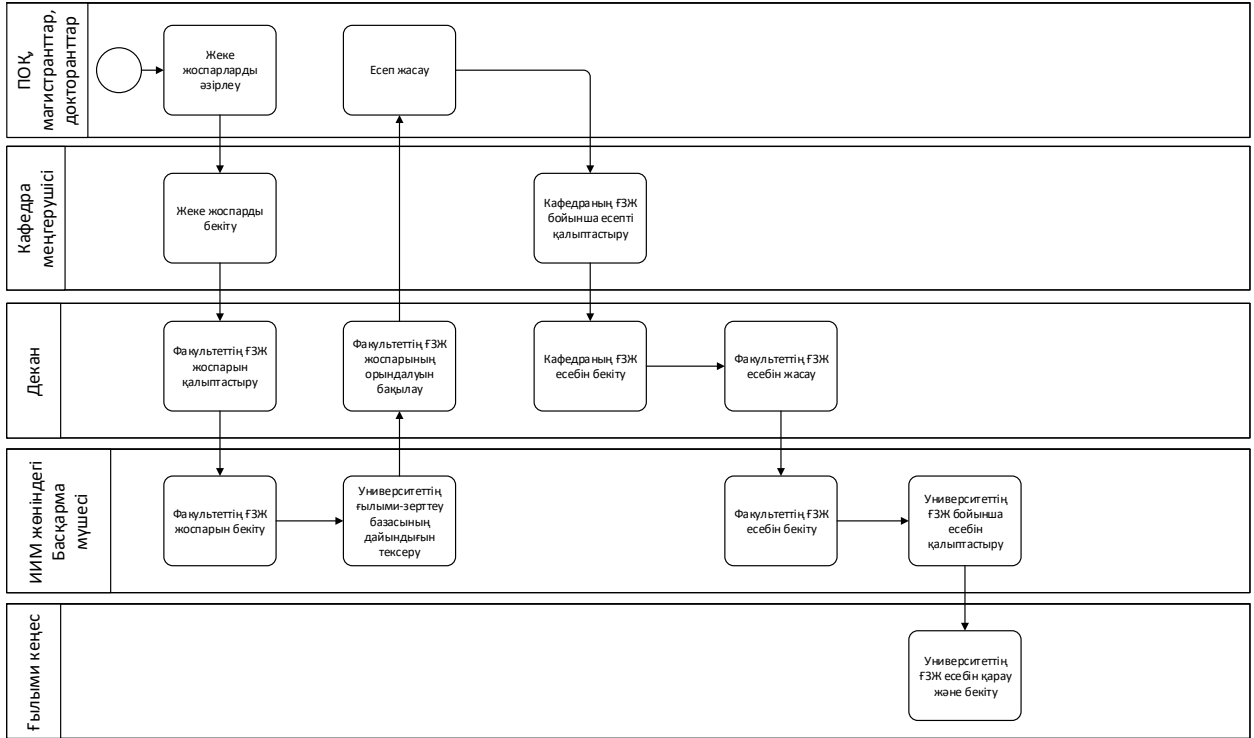 ПОҚ,
магистранттар,
докторанттар
Жеке
жоспарларды
әзірлеу
Есеп жасау
Кафедра
меңгерушісі
Жеке жоспарды
бекіту
Кафедраның ҒЗЖ
бойынша есепті
қалыптастыру
Декан
Факультеттің ҒЗЖ
жоспарын
қалыптастыру
Факультеттің ҒЗЖ
жоспарының
орындалуын
бақылау
Кафедраның ҒЗЖ
есебін бекіту
Факультеттің ҒЗЖ
есебін жасау
ИИМ жөніндегі
Басқарма
мүшесі
Факультеттің ҒЗЖ
жоспарын бекіту
Университеттің
ғылыми-зерттеу
базасының
дайындығын
тексеру
Факультеттің ҒЗЖ
есебін бекіту
Университеттің
ҒЗЖ бойынша
есебін
қалыптастыру
Ғылыми кеңес
Университеттің
ҒЗЖ есебін қарау
және бекіту